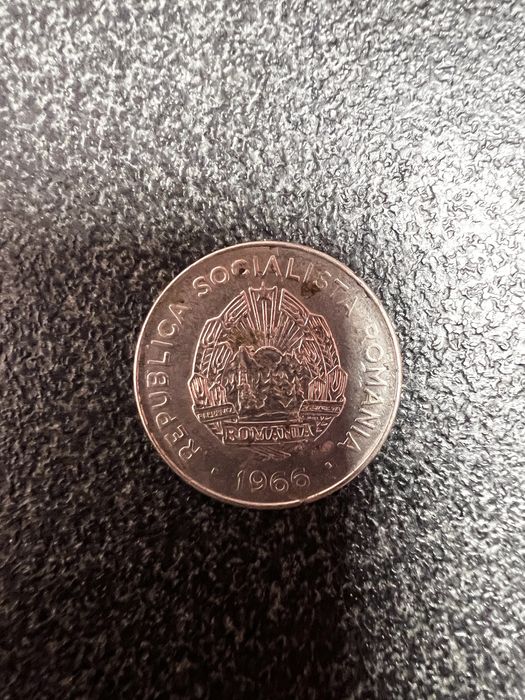 REPUBLICA SOCIALISTA ROMANIA
ROMANIA
· 1966 ·